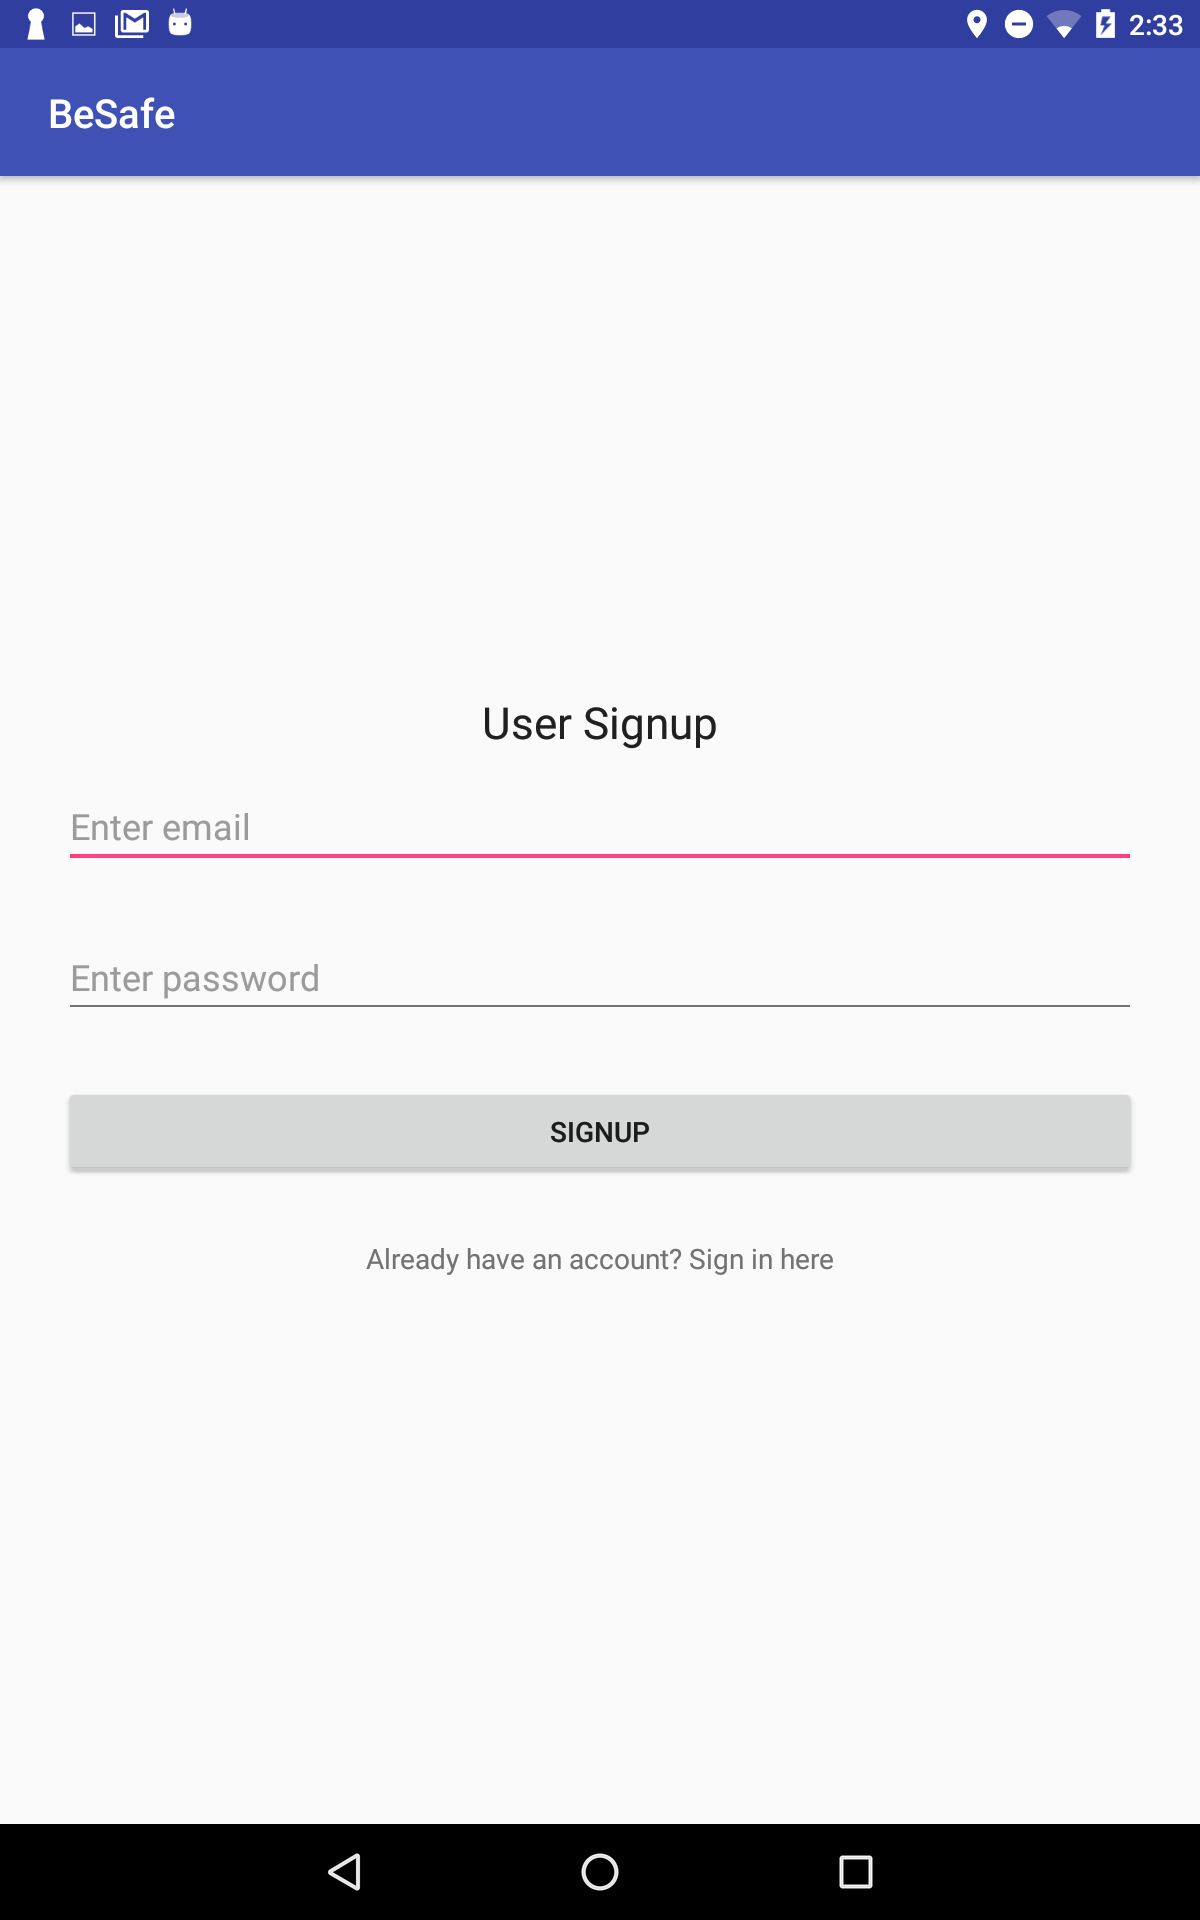 2:33
BeSafe
User Signup
Enter email
Enter password
SIGNUP
Already have an account? Sign in here